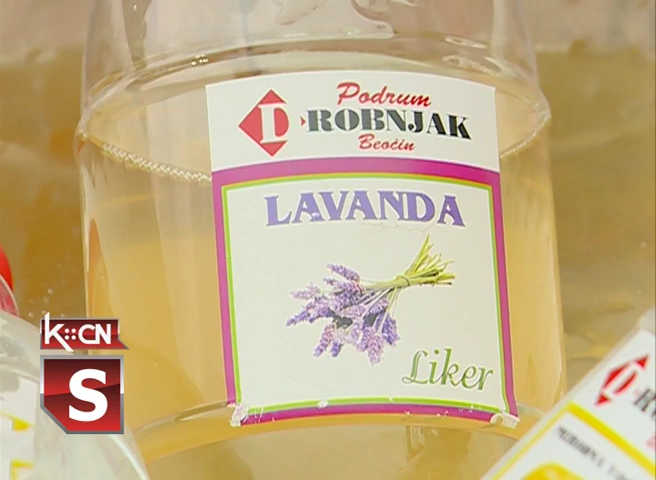 Podrum
D-ROBNJAK
Beočin
LAVANDA
Liker
K::CN
S
D